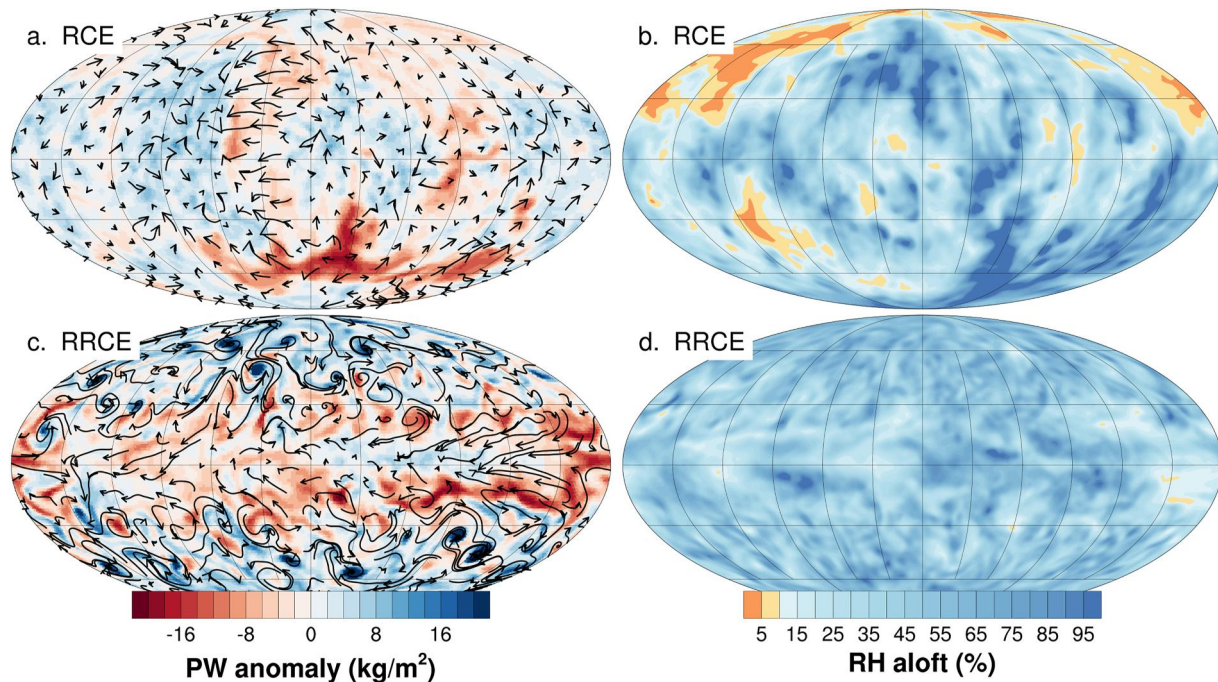 a. RCE
b. RCE
c. RRCE
d. RRCE
-16 -8 0 8 16
PW anomaly (kg/m²)
5 15 25 35 45 55 65 75 85 95
RH aloft (%)